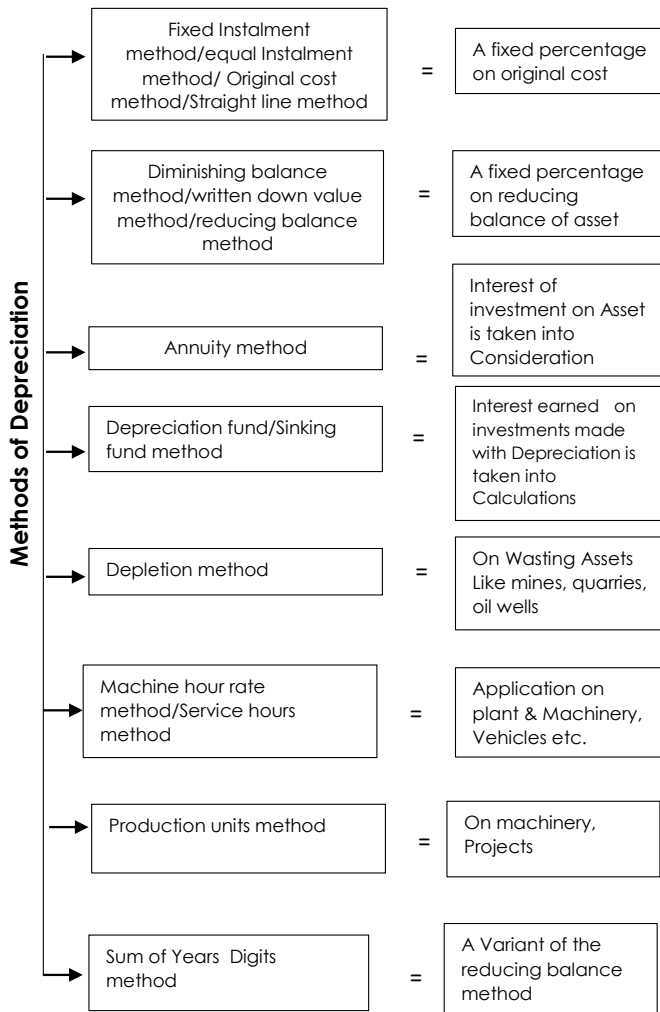 Methods of Depreciation
Fixed Instalment
method/equal Instalment
method/ Original cost
method/Straight line method
=
A fixed percentage
on original cost
Diminishing balance
method/written down value
method/reducing balance
method
=
A fixed percentage
on reducing
balance of asset
Annuity method
=
Interest of
investment on Asset
is taken into
Consideration
Depreciation fund/Sinking
fund method
=
Interest earned on
investments made
with Depreciation is
taken into
Calculations
Depletion method
=
On Wasting Assets
Like mines, quarries,
oil wells
Machine hour rate
method/Service hours
method
=
Application on
plant & Machinery,
Vehicles etc.
Production units method
=
On machinery,
Projects
Sum of Years Digits
method
=
A Variant of the
reducing balance
method